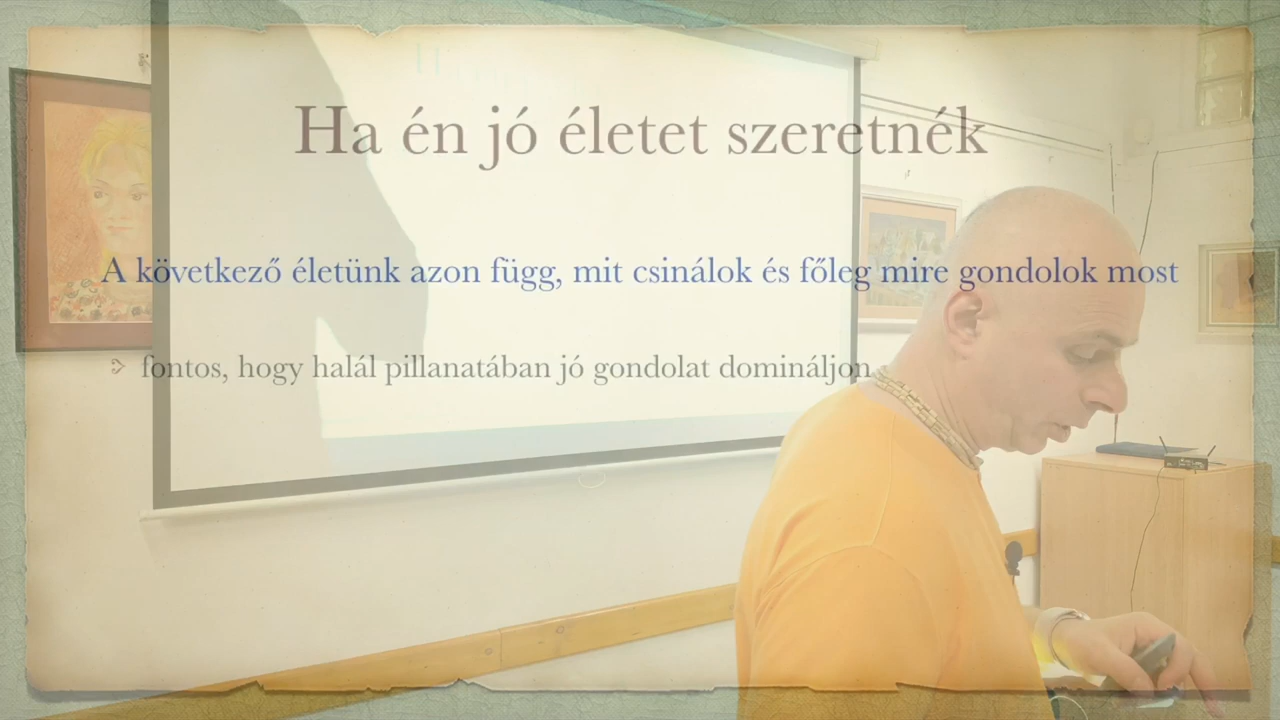 Ha én jó életet szeretnék
A következő életünk azon függ, mit csinálok és főleg mire gondolok most
fontos, hogy halál pillanatában jó gondolat domináljon